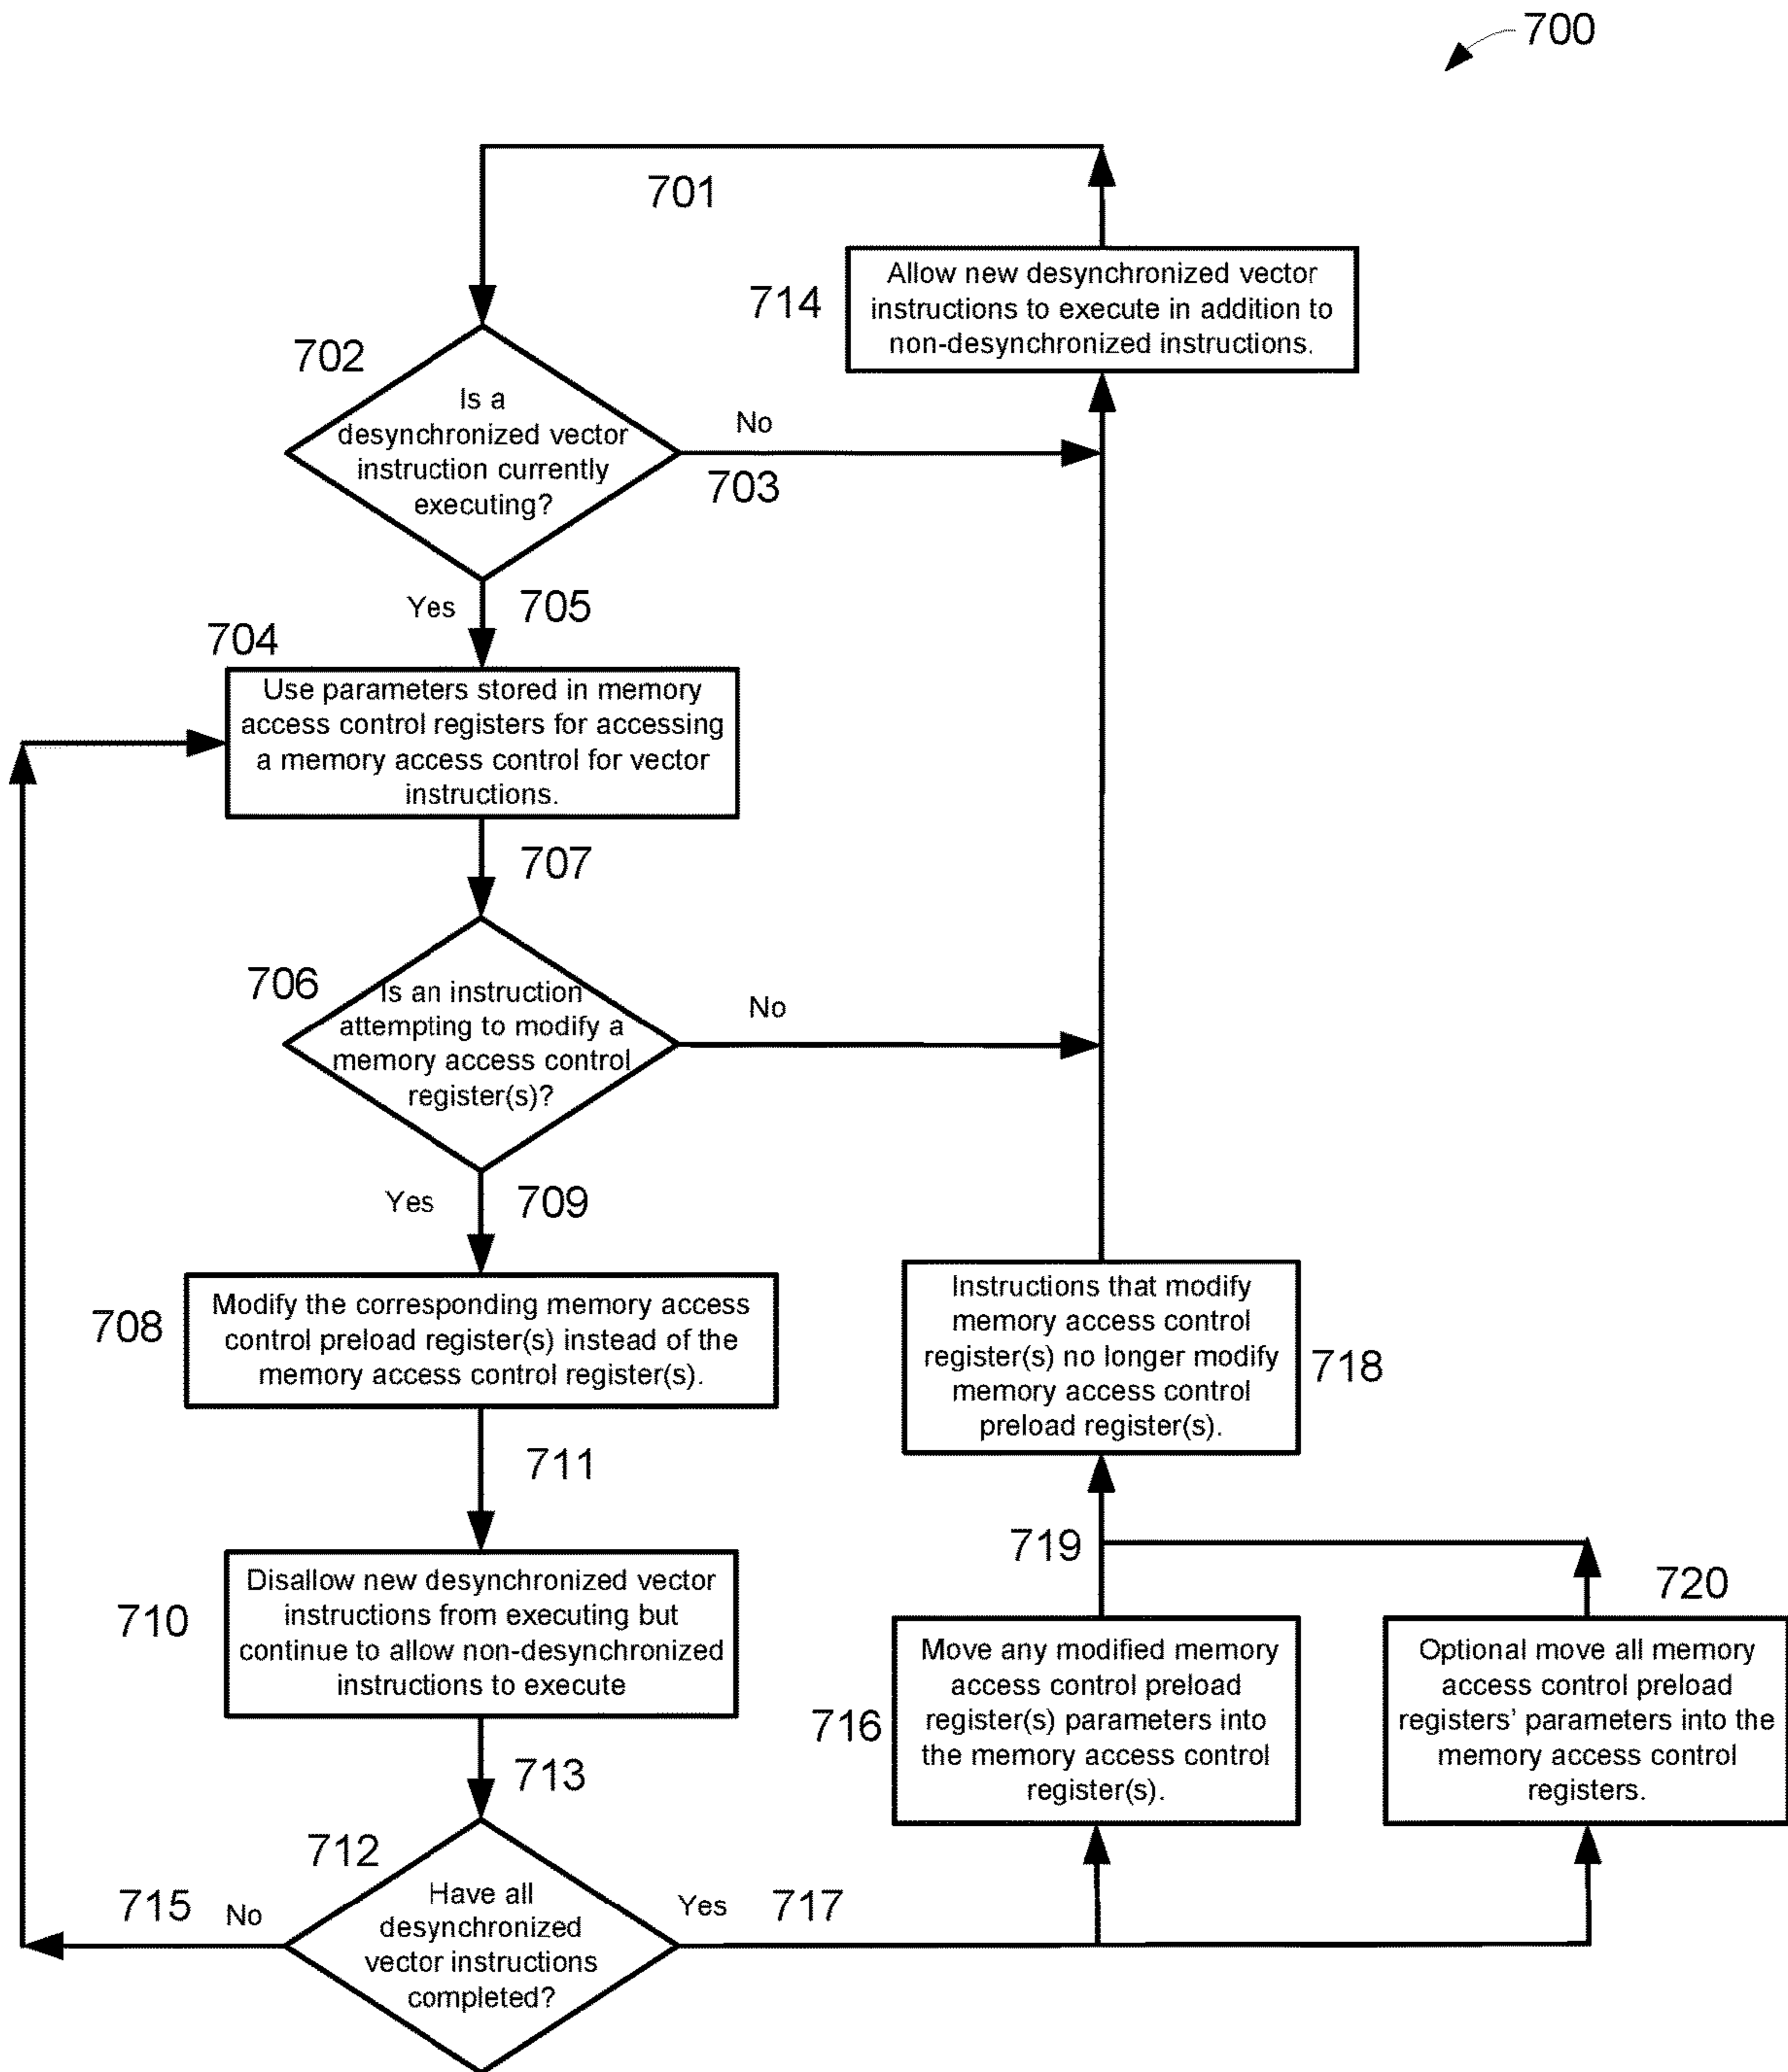 700
701
714
Allow new desynchronized vector
instructions to execute in addition to
non-desynchronized instructions.
702
Is a
desynchronized vector
instruction currently
executing?
No
703
Yes
705
704
Use parameters stored in memory
access control registers for accessing
a memory access control for vector
instructions.
707
706
Is an instruction
attempting to modify a
memory access control
register(s)?
No
Yes
709
708
Modify the corresponding memory access
control preload register(s) instead of the
memory access control register(s).
Instructions that modify
memory access control
register(s) no longer modify
memory access control
preload register(s).
718
711
710
Disallow new desynchronized vector
instructions from executing but
continue to allow non-desynchronized
instructions to execute
719
720
716
Move any modified memory
access control preload
register(s) parameters into
the memory access control
register(s).
Optional move all memory
access control preload
registers' parameters into the
memory access control
registers.
713
712
Have all
desynchronized
vector instructions
completed?
715
No
Yes
717